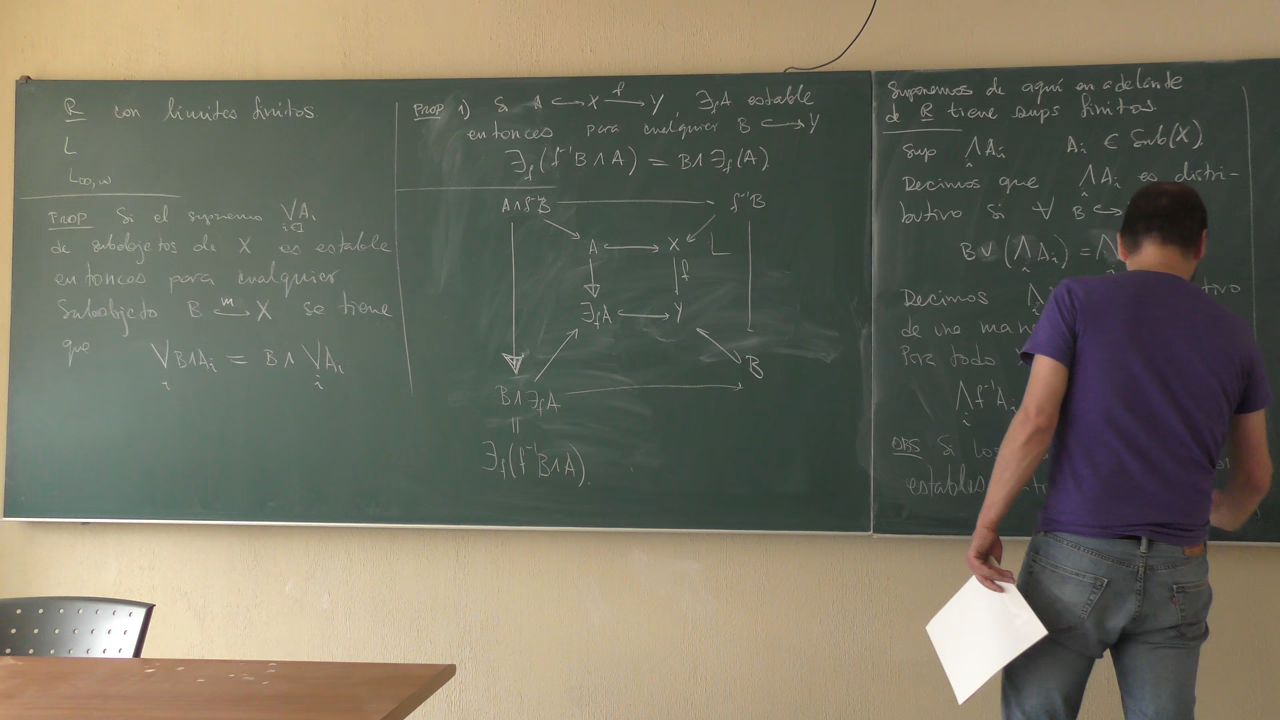 R con límites finitos
L
L∞,ω
PROP Si el supremo ⋁Ai
i∈I
de subobjetos de X es estable
entonces para cualquier
Subobjeto B ↪ X se tiene
m
que ⋁ B∧Ai = B∧ ⋁Ai
i i
PROP 1) Si A ↪ X → Y, ∃fA estable
f
entonces para cualquier B ↪ Y
∃f(f⁻¹B∧A) = B∧∃f(A)
A∧f⁻¹B f⁻¹B
A X
f
∃fA Y
B
B∧∃fA
=
∃f(f⁻¹B∧A).
Suponemos de aquí en adelante
de R tiene sups finitos
Sup ⋀Ai Ai ∈ Sub(X)
i
Decimos que ⋀Ai es distri-
i
butivo si ∀ B ↪
B∨(⋀Ai) = ⋀
i i
Decimos ⋀ tivo
de una
Para todo
⋀f⁻¹Ai
i
OBS Si
estables